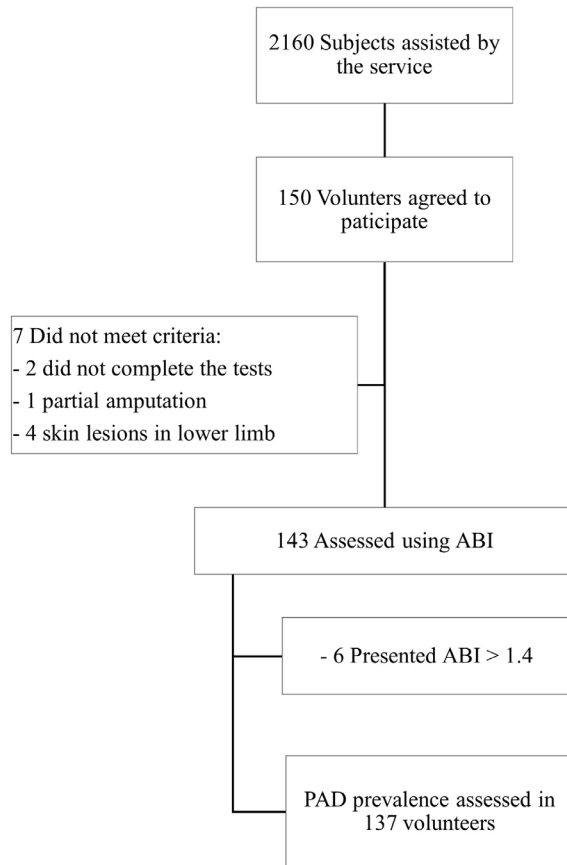 2160 Subjects assisted by
the service
150 Volunters agreed to
paticipate
7 Did not meet criteria:
- 2 did not complete the tests
- 1 partial amputation
- 4 skin lesions in lower limb
143 Assessed using ABI
- 6 Presented ABI > 1.4
PAD prevalence assessed in
137 volunteers